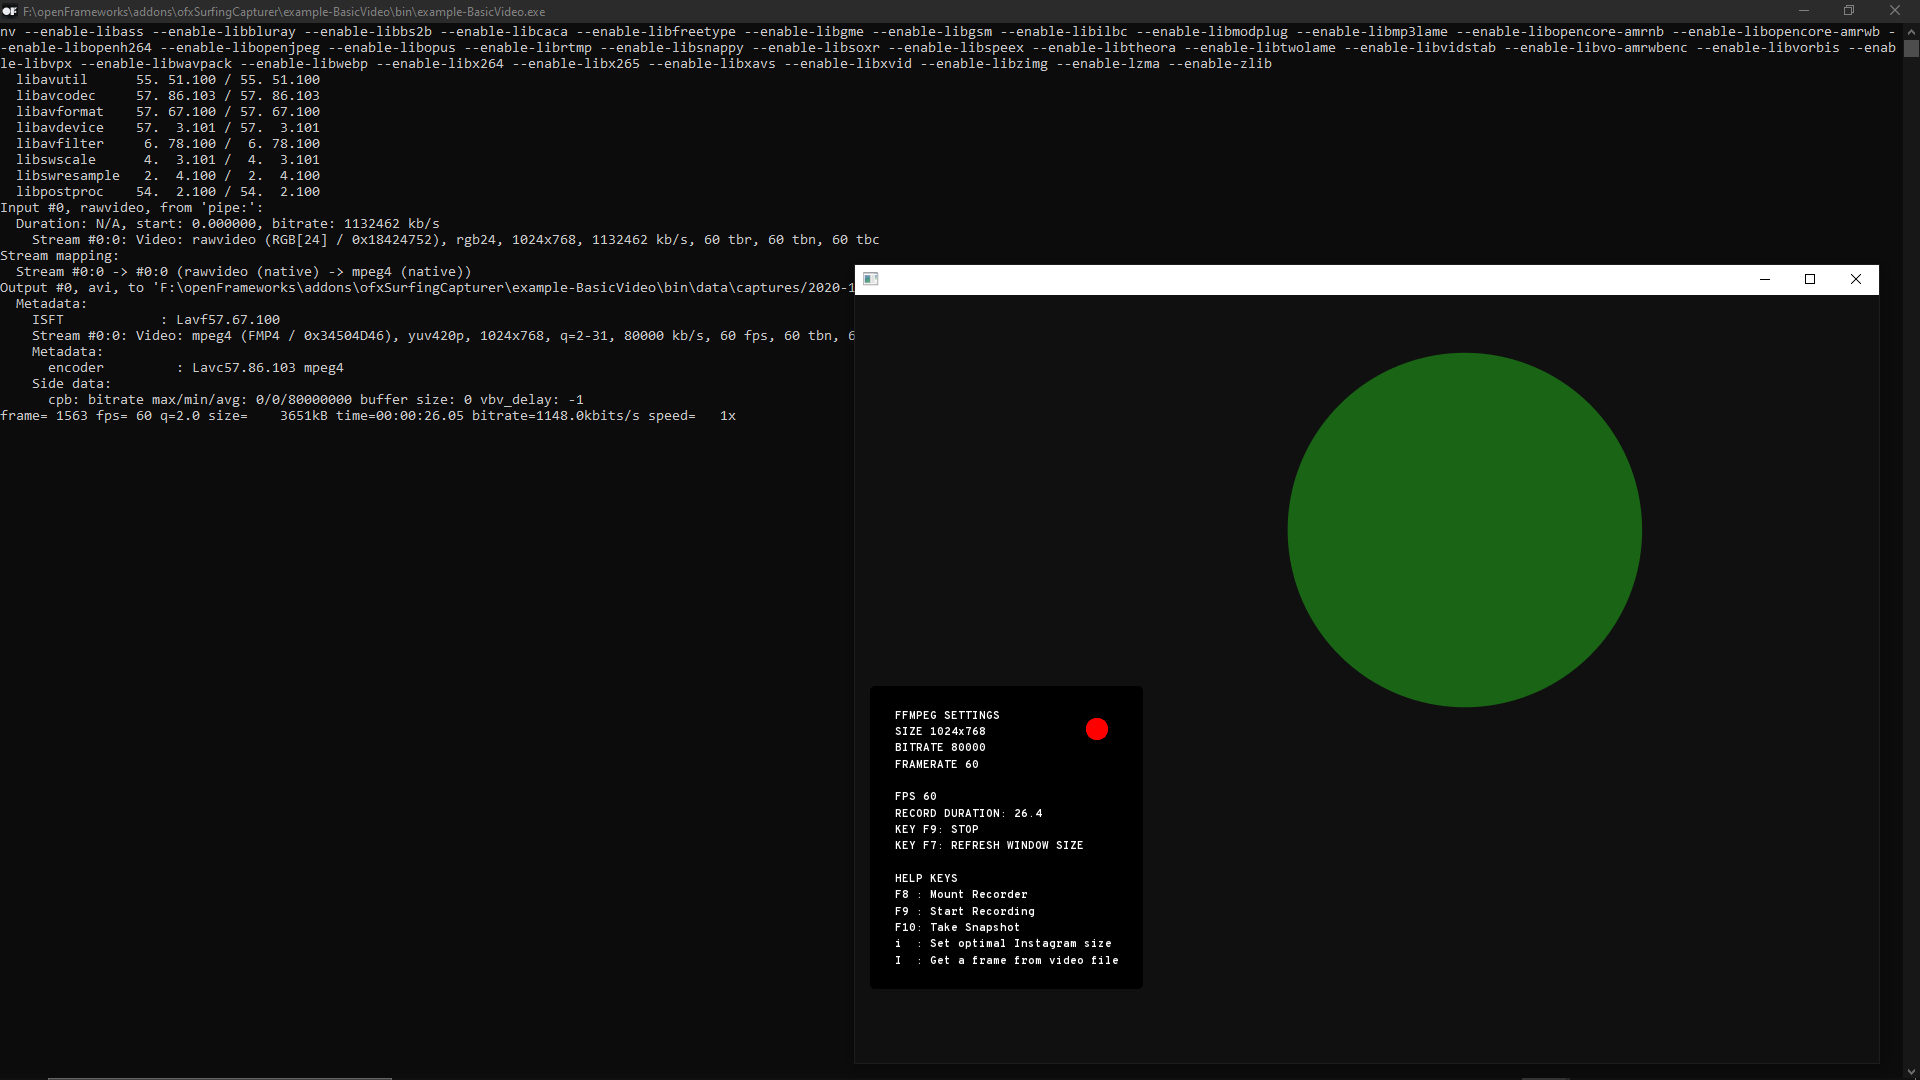 F:\openFrameworks\addons\ofxSurfingCapturer\example-BasicVideo\bin\example-BasicVideo.exe
nv --enable-libass --enable-libbluray --enable-libbs2b --enable-libcaca --enable-libfreetype --enable-libgme --enable-libgsm --enable-libilbc --enable-libmodplug --enable-libmp3lame --enable-libopencore-amrnb --enable-libopencore-amrwb -
-enable-libopenh264 --enable-libopenjpeg --enable-libopus --enable-librtmp --enable-libsnappy --enable-libsoxr --enable-libspeex --enable-libtheora --enable-libtwolame --enable-libvidstab --enable-libvo-amrwbenc --enable-libvorbis --enab
le-libvpx --enable-libwavpack --enable-libwebp --enable-libx264 --enable-libx265 --enable-libxavs --enable-libxvid --enable-libzimg --enable-lzma --enable-zlib
libavutil      55. 51.100 / 55. 51.100
libavcodec     57. 86.103 / 57. 86.103
libavformat    57. 67.100 / 57. 67.100
libavdevice    57.  3.101 / 57.  3.101
libavfilter     6. 78.100 /  6. 78.100
libswscale      4.  3.101 /  4.  3.101
libswresample   2.  4.100 /  2.  4.100
libpostproc    54.  2.100 / 54.  2.100
Input #0, rawvideo, from 'pipe:':
Duration: N/A, start: 0.000000, bitrate: 1132462 kb/s
Stream #0:0: Video: rawvideo (RGB[24] / 0x18424752), rgb24, 1024x768, 1132462 kb/s, 60 tbr, 60 tbn, 60 tbc
Stream mapping:
Stream #0:0 -> #0:0 (rawvideo (native) -> mpeg4 (native))
Output #0, avi, to 'F:\openFrameworks\addons\ofxSurfingCapturer\example-BasicVideo\bin\data\captures/2020-1
Metadata:
ISFT            : Lavf57.67.100
Stream #0:0: Video: mpeg4 (FMP4 / 0x34504D46), yuv420p, 1024x768, q=2-31, 80000 kb/s, 60 fps, 60 tbn, 6
Metadata:
encoder         : Lavc57.86.103 mpeg4
Side data:
cpb: bitrate max/min/avg: 0/0/80000000 buffer size: 0 vbv_delay: -1
frame= 1563 fps= 60 q=2.0 size=    3651kB time=00:00:26.05 bitrate=1148.0kbits/s speed=   1x
FFMPEG SETTINGS
SIZE 1024x768
BITRATE 80000
FRAMERATE 60
FPS 60
RECORD DURATION: 26.4
KEY F9: STOP
KEY F7: REFRESH WINDOW SIZE
HELP KEYS
F8 : Mount Recorder
F9 : Start Recording
F10: Take Snapshot
i  : Set optimal Instagram size
I  : Get a frame from video file